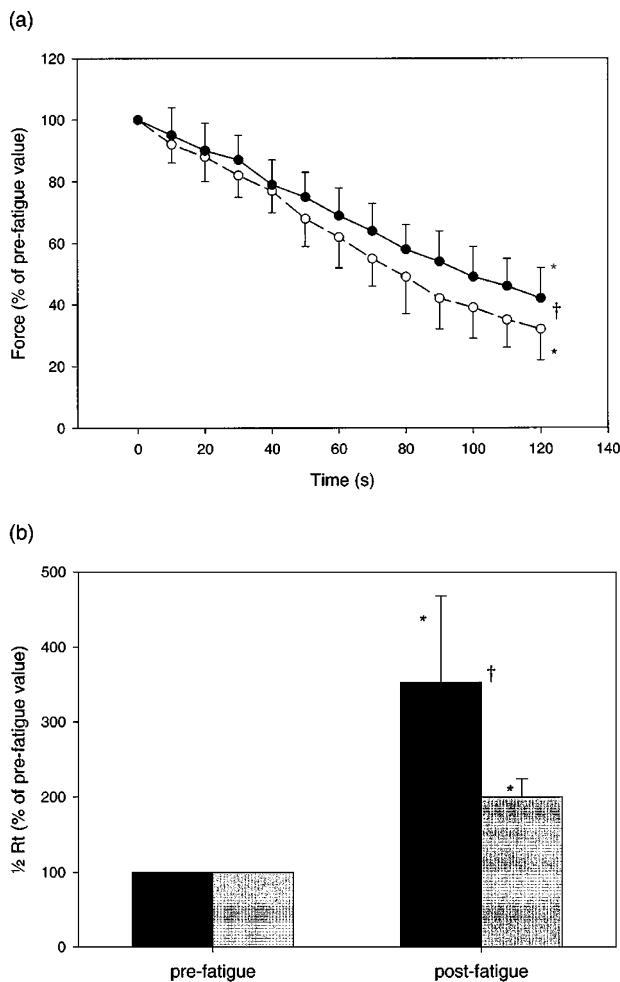 (a)
120
100
80
60
40
20
0
Force (% of pre-fatigue value)
*
†
*
0 20 40 60 80 100 120 140
Time (s)
(b)
500
400
300
200
100
0
½ Rt (% of pre-fatigue value)
*
†
*
pre-fatigue post-fatigue